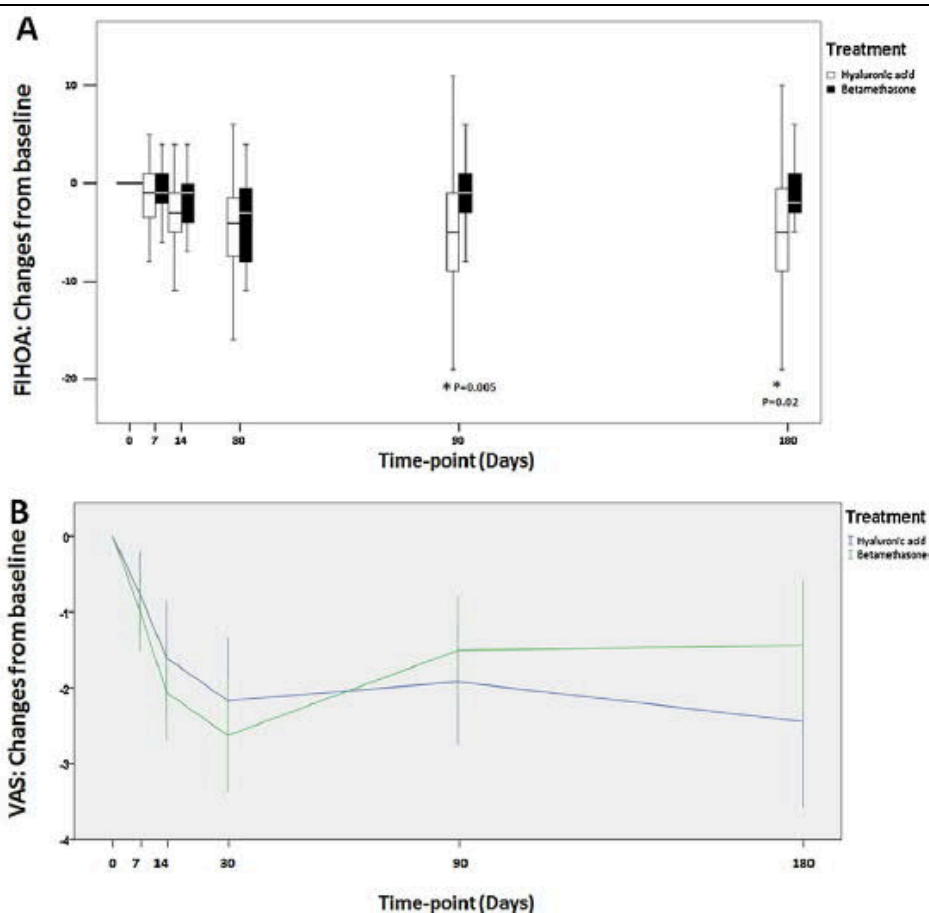 A
FIHOA: Changes from baseline
10
0
-10
-20
* P=0.005
*
P=0.02
0 7 14 30 90 180
Time-point (Days)
Treatment
Hyaluronic acid
Betamethasone
B
VAS: Changes from baseline
0
-1
-2
-3
-4
0 7 14 30 90 180
Time-point (Days)
Treatment
Hyaluronic acid
Betamethasone